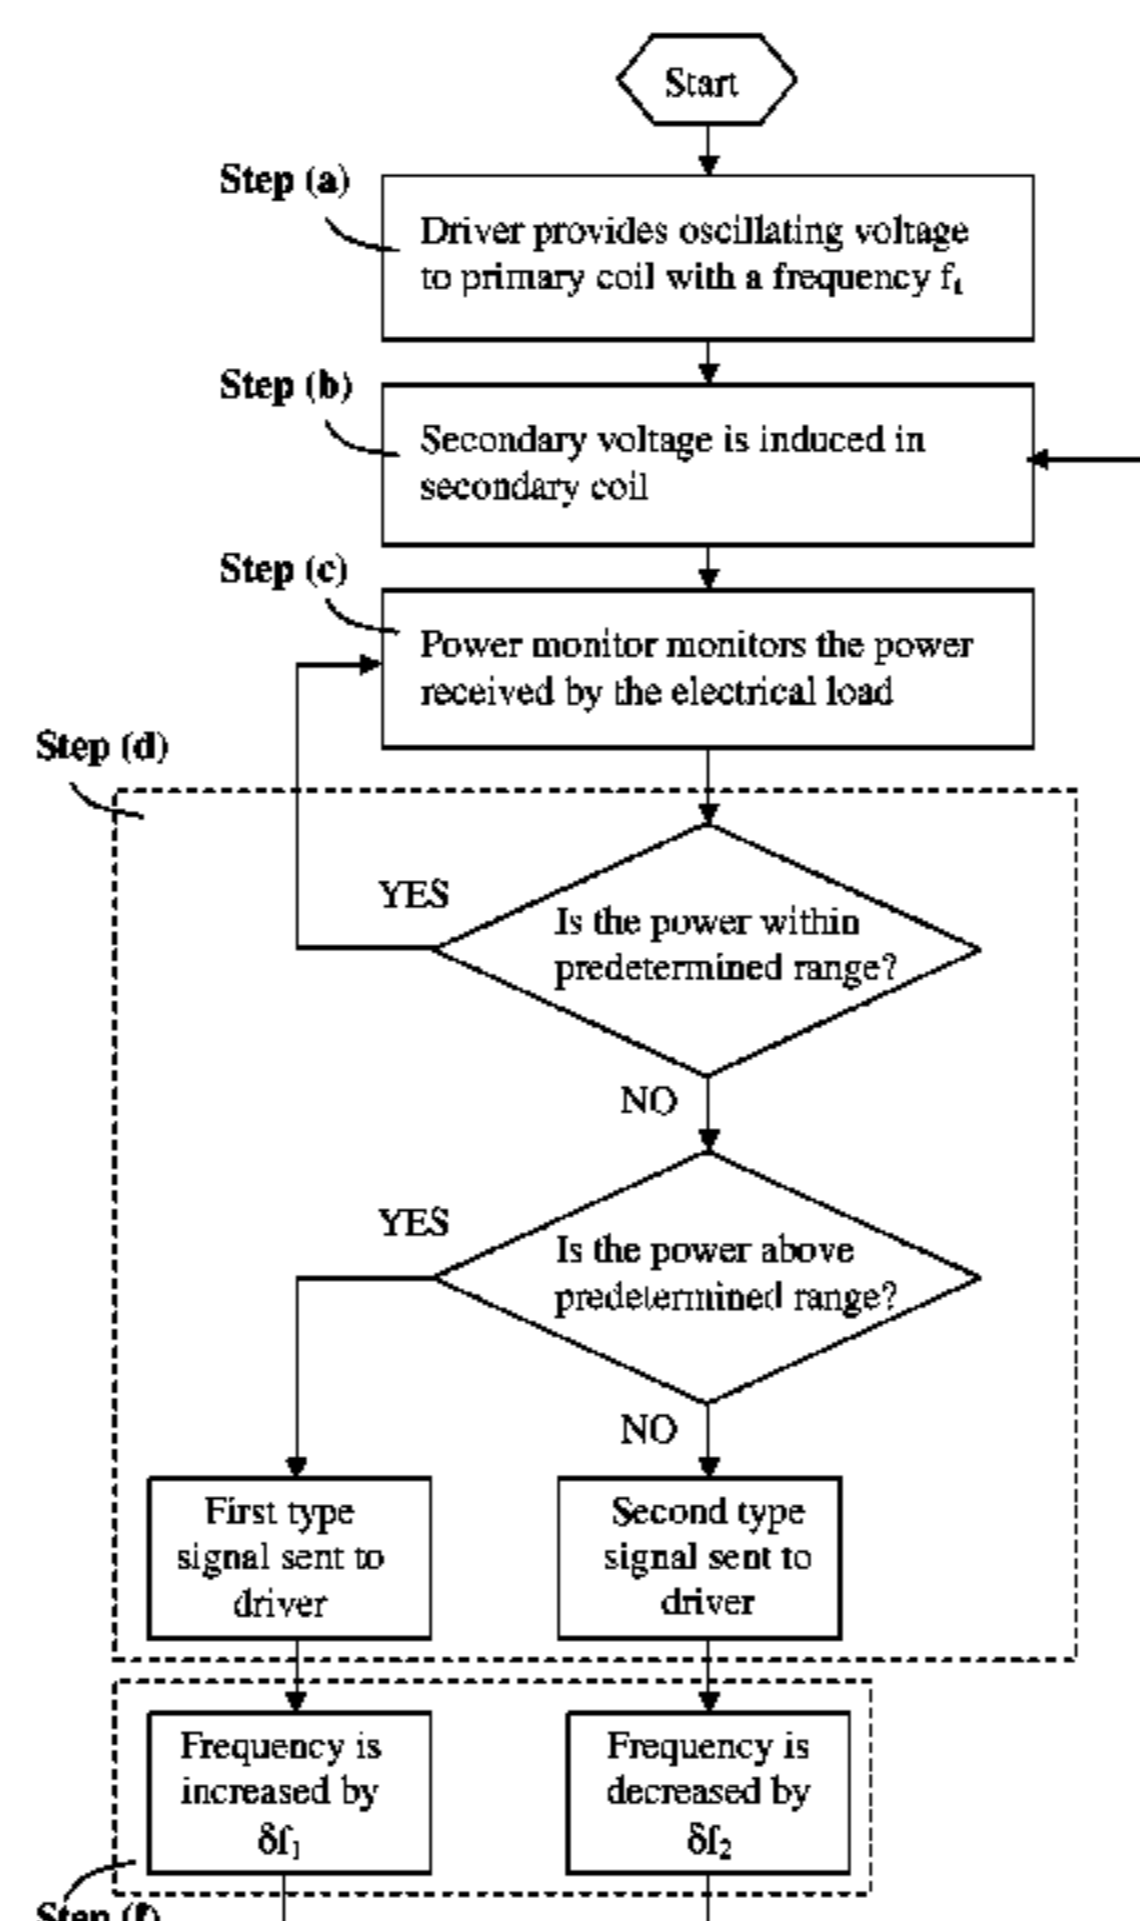 Start
Step (a)
Driver provides oscillating voltage
to primary coil with a frequency fₜ
Step (b)
Secondary voltage is induced in
secondary coil
Step (c)
Power monitor monitors the power
received by the electrical load
Step (d)
YES
Is the power within
predetermined range?
NO
YES
Is the power above
predetermined range?
NO
First type
signal sent to
driver
Second type
signal sent to
driver
Frequency is
increased by
δf₁
Frequency is
decreased by
δf₂
Step (f)